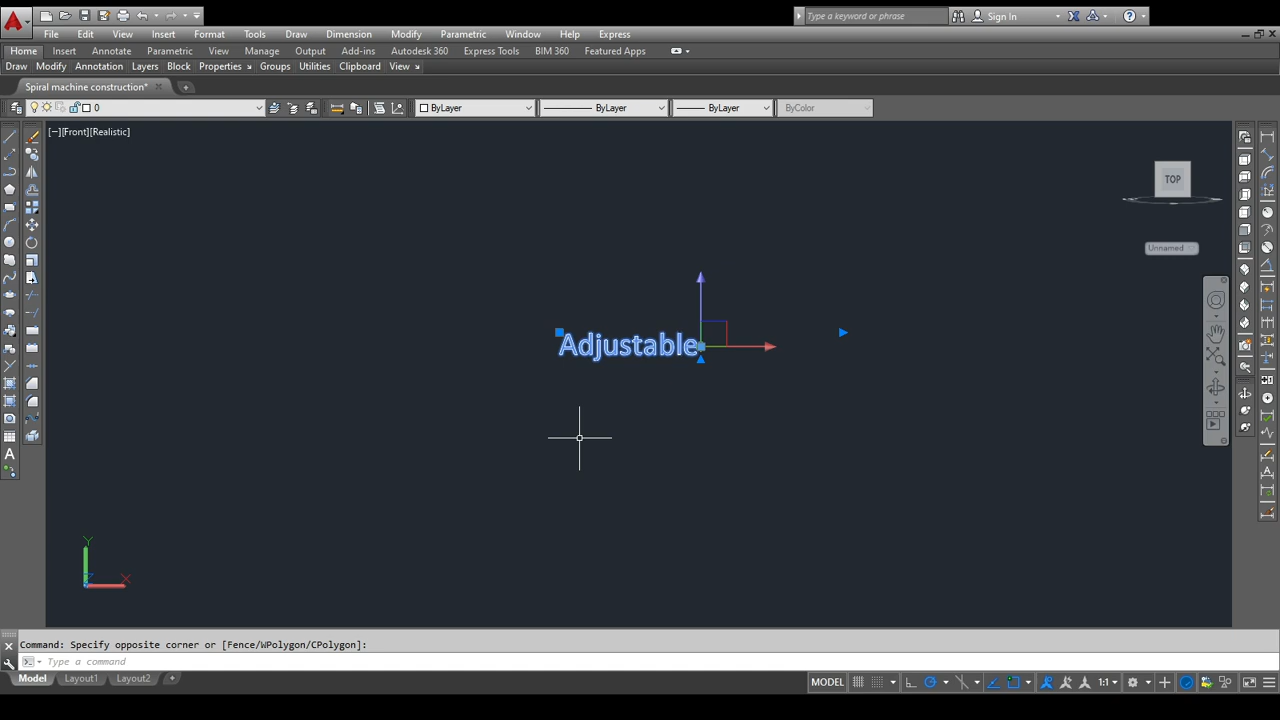 Type a keyword or phrase
Sign In
File Edit View Insert Format Tools Draw Dimension Modify Parametric Window Help Express
Home Insert Annotate Parametric View Manage Output Add-ins Autodesk 360 Express Tools BIM 360 Featured Apps
Draw Modify Annotation Layers Block Properties Groups Utilities Clipboard View
Spiral machine construction*
0 ByLayer ByLayer ByLayer ByColor
[−][Front][Realistic]
TOP
Unnamed
Adjustable
Y
Z X
Command: Specify opposite corner or [Fence/WPolygon/CPolygon]:
Type a command
Model Layout1 Layout2 MODEL 1:1